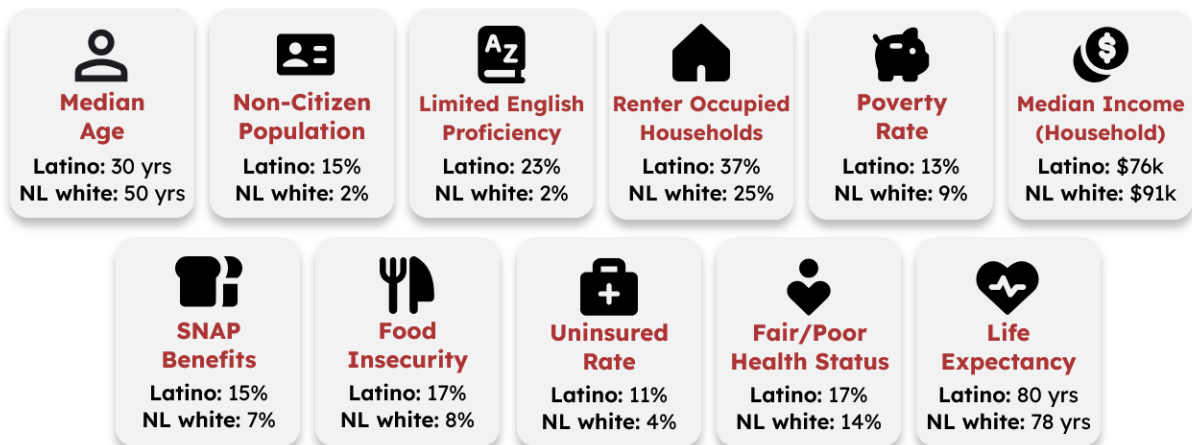 A Z
$
Median
Age
Latino: 30 yrs
NL white: 50 yrs
Non-Citizen
Population
Latino: 15%
NL white: 2%
Limited English
Proficiency
Latino: 23%
NL white: 2%
Renter Occupied
Households
Latino: 37%
NL white: 25%
Poverty
Rate
Latino: 13%
NL white: 9%
Median Income
(Household)
Latino: $76k
NL white: $91k
SNAP
Benefits
Latino: 15%
NL white: 7%
Food
Insecurity
Latino: 17%
NL white: 8%
Uninsured
Rate
Latino: 11%
NL white: 4%
Fair/Poor
Health Status
Latino: 17%
NL white: 14%
Life
Expectancy
Latino: 80 yrs
NL white: 78 yrs